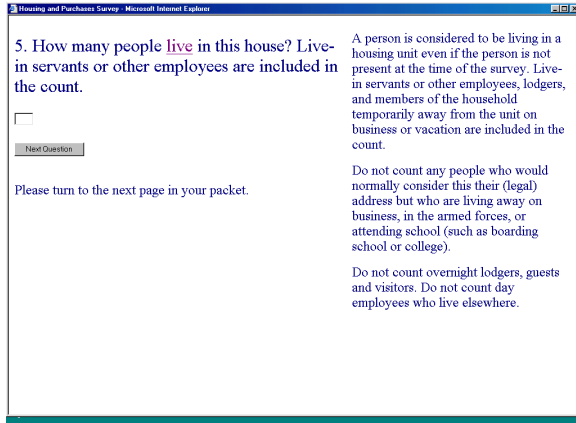 Housing and Purchases Survey - Microsoft Internet Explorer
5. How many people live in this house? Live-
in servants or other employees are included in
the count.
Next Question
Please turn to the next page in your packet.
A person is considered to be living in a
housing unit even if the person is not
present at the time of the survey. Live-
in servants or other employees, lodgers,
and members of the household
temporarily away from the unit on
business or vacation are included in the
count.
Do not count any people who would
normally consider this their (legal)
address but who are living away on
business, in the armed forces, or
attending school (such as boarding
school or college).
Do not count overnight lodgers, guests
and visitors. Do not count day
employees who live elsewhere.